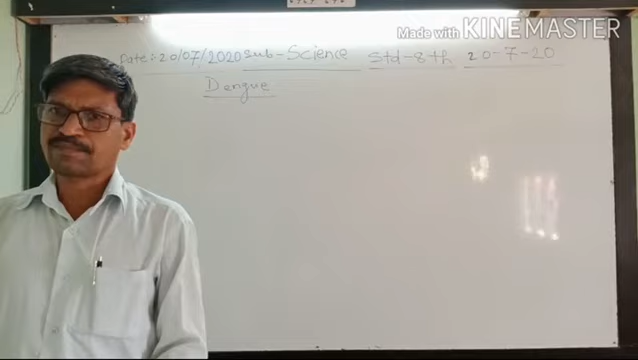 Made with KINEMASTER
Date:- 20/07/2020 Sub-Science Std-8th 20-7-20
Dengue